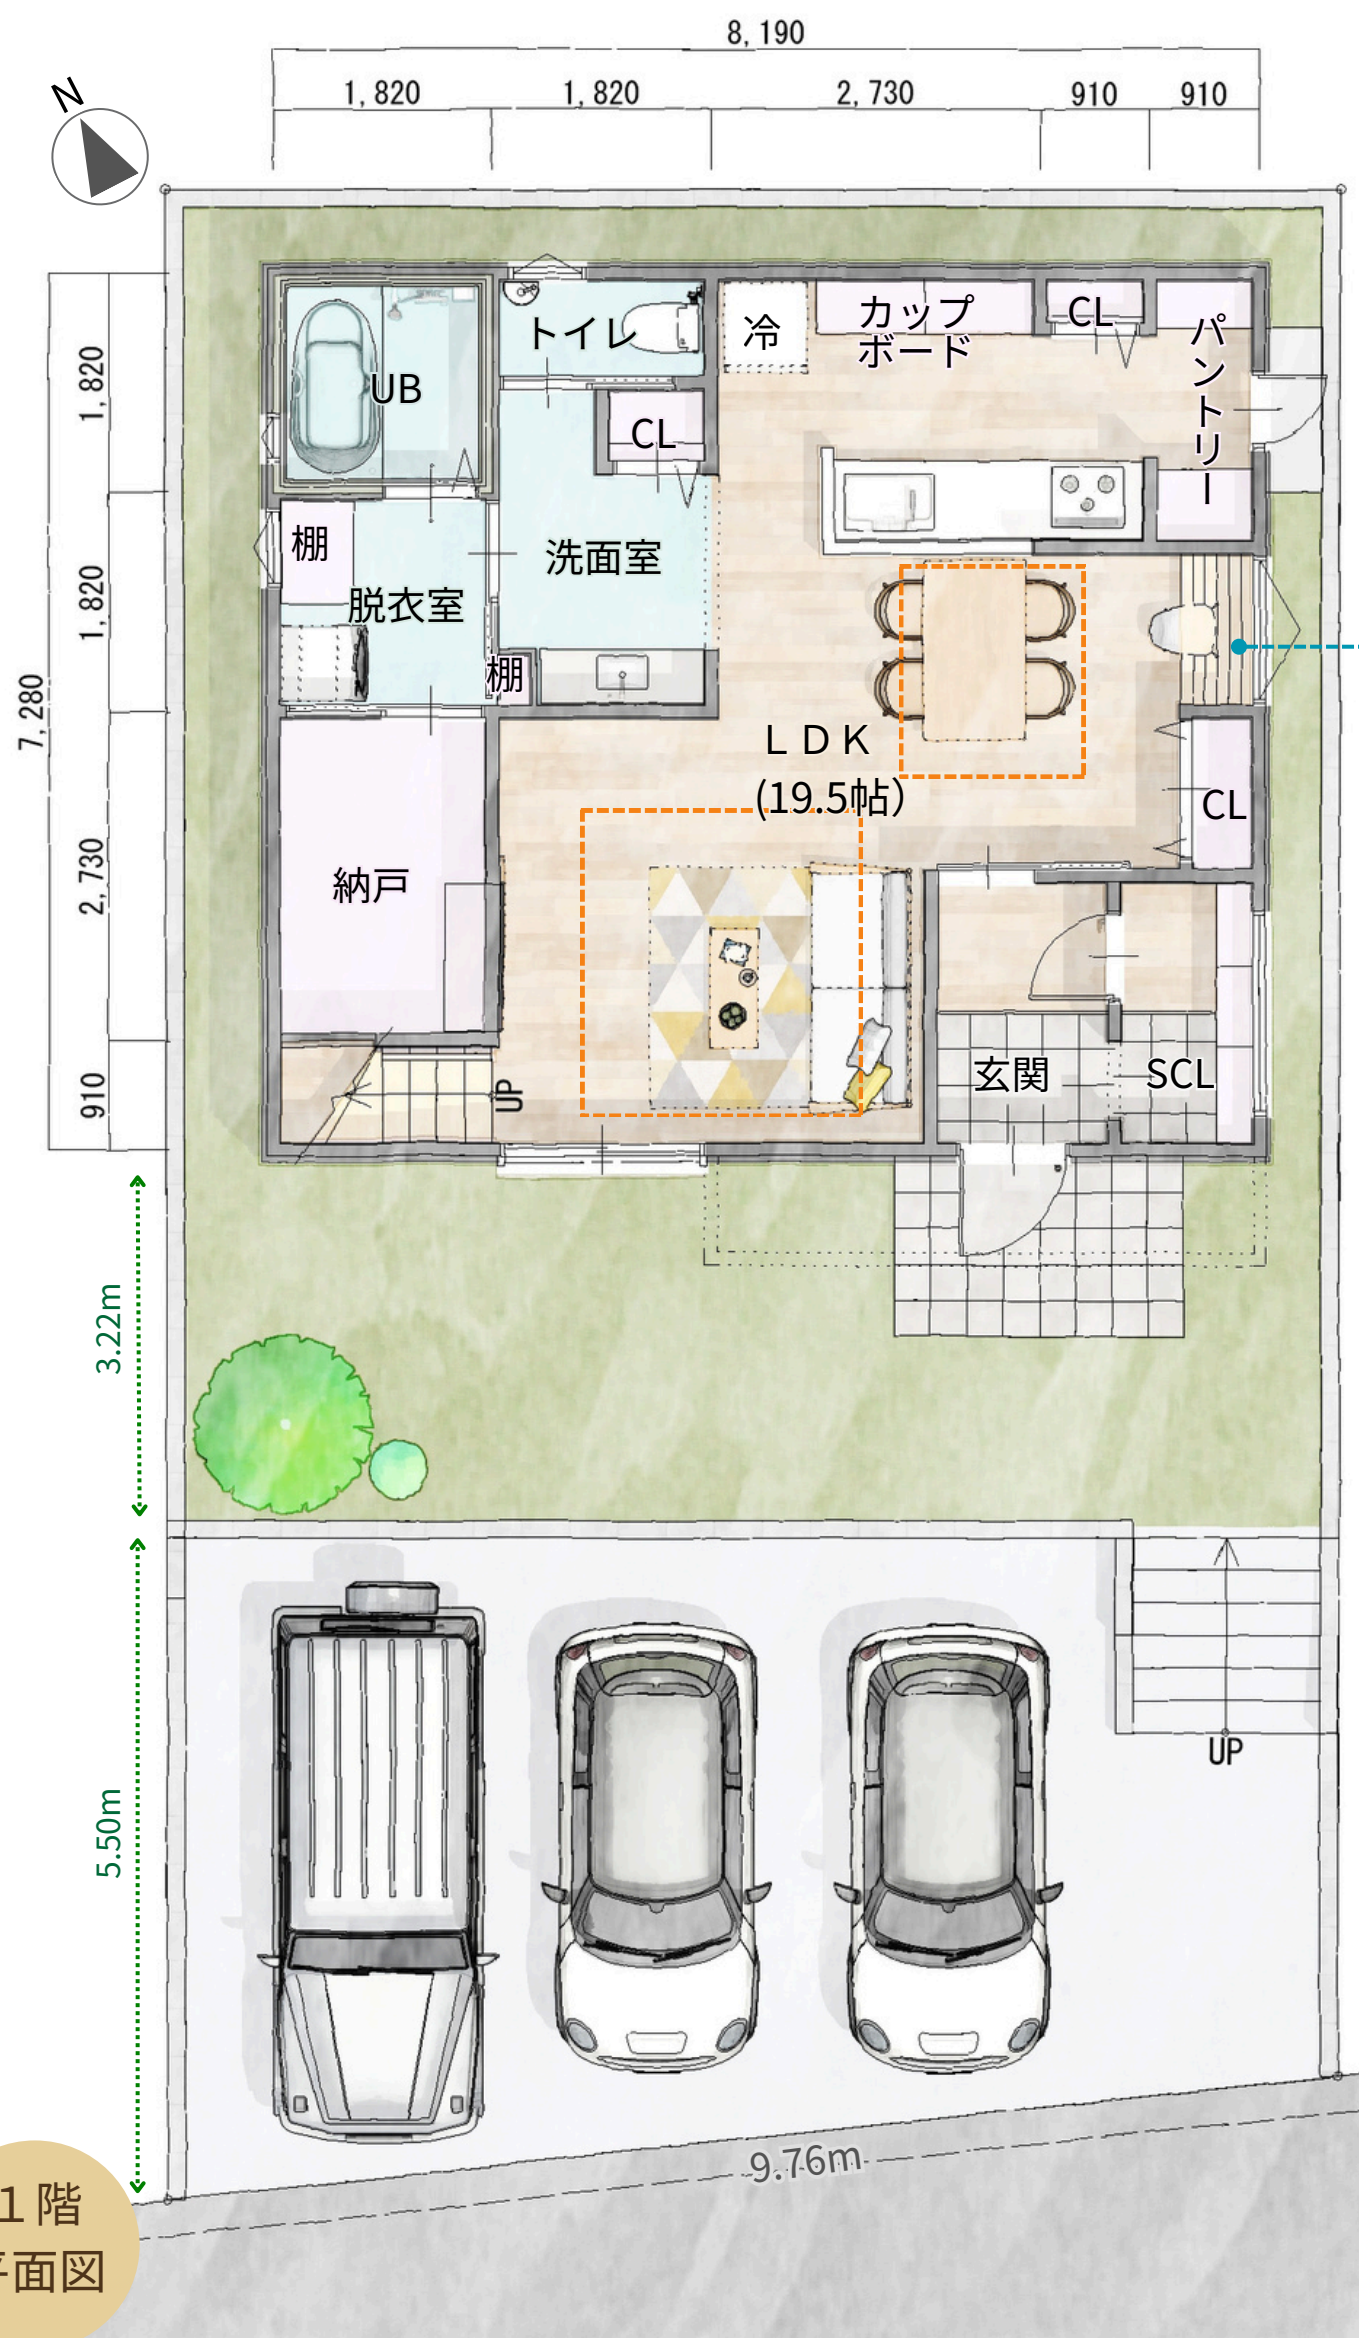 8,190
1,820
1,820
2,730
910
910
N
7,280
1,820
1,820
2,730
910
UB
トイレ
冷
カップ
ボード
CL
パントリー
CL
棚
脱衣室
洗面室
棚
LDK
(19.5帖)
CL
納戸
UP
玄関
SCL
3.22m
5.50m
UP
9.76m
1階
平面図